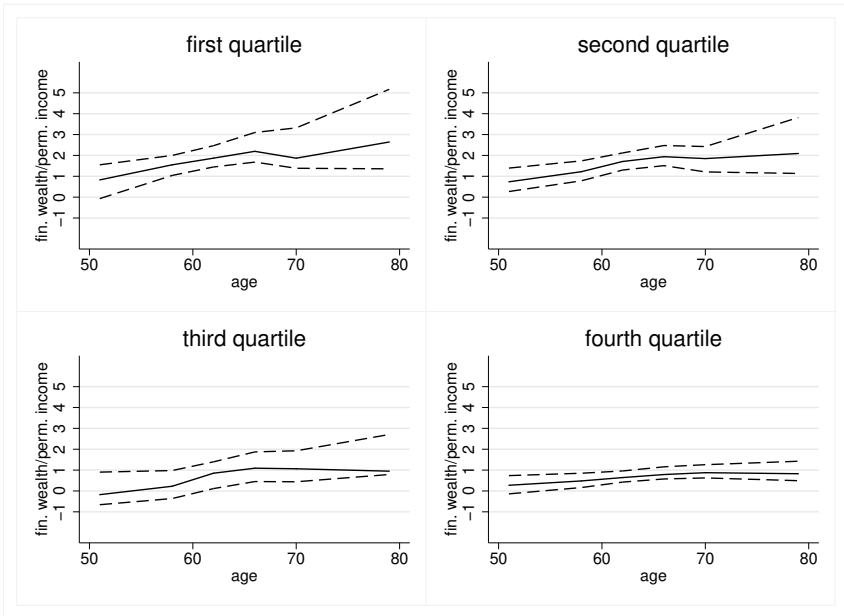 first quartile
fin. wealth/perm. income
5
4
3
2
1
0
−1
50 60 70 80
age
second quartile
fin. wealth/perm. income
5
4
3
2
1
0
−1
50 60 70 80
age
third quartile
fin. wealth/perm. income
5
4
3
2
1
0
−1
50 60 70 80
age
fourth quartile
fin. wealth/perm. income
5
4
3
2
1
0
−1
50 60 70 80
age